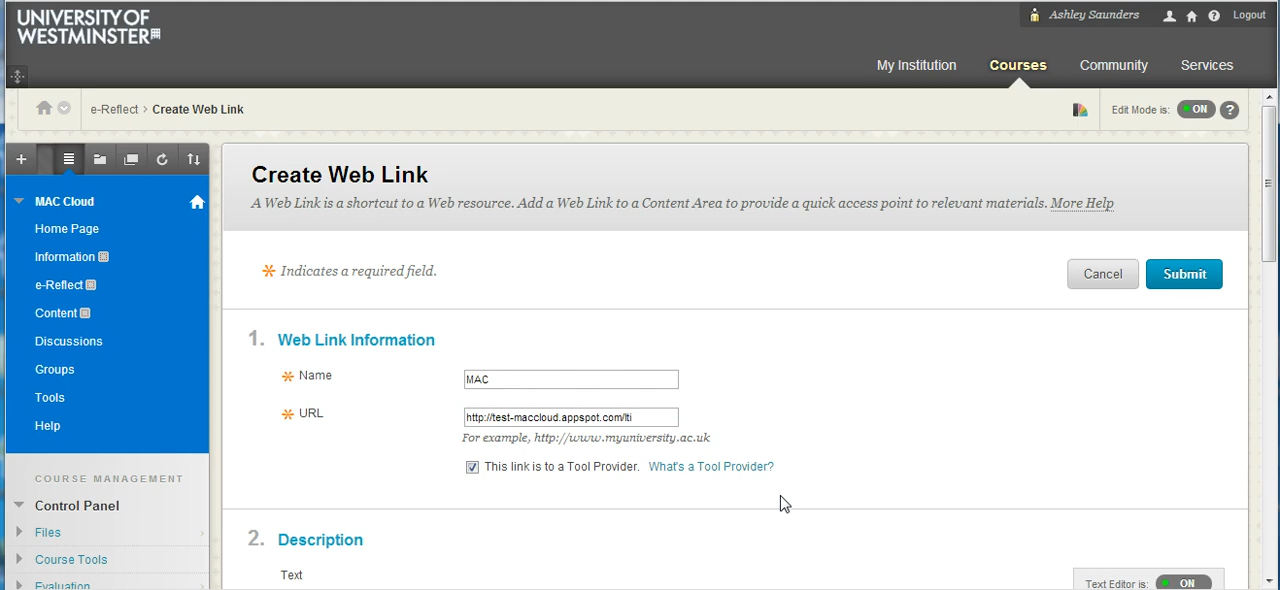 UNIVERSITY OF
WESTMINSTER
Ashley Saunders
Logout
My Institution Courses Community Services
e-Reflect > Create Web Link
Edit Mode is: ON ?
Create Web Link
A Web Link is a shortcut to a Web resource. Add a Web Link to a Content Area to provide a quick access point to relevant materials. More Help
MAC Cloud
Home Page
Information
e-Reflect
Content
Discussions
Groups
Tools
Help
COURSE MANAGEMENT
Control Panel
Files
Course Tools
Evaluation
Indicates a required field.
Cancel Submit
1. Web Link Information
Name MAC
URL http://test-maccloud.appspot.com/lti
For example, http://www.myuniversity.ac.uk
This link is to a Tool Provider. What's a Tool Provider?
2. Description
Text
Text Editor is: ON